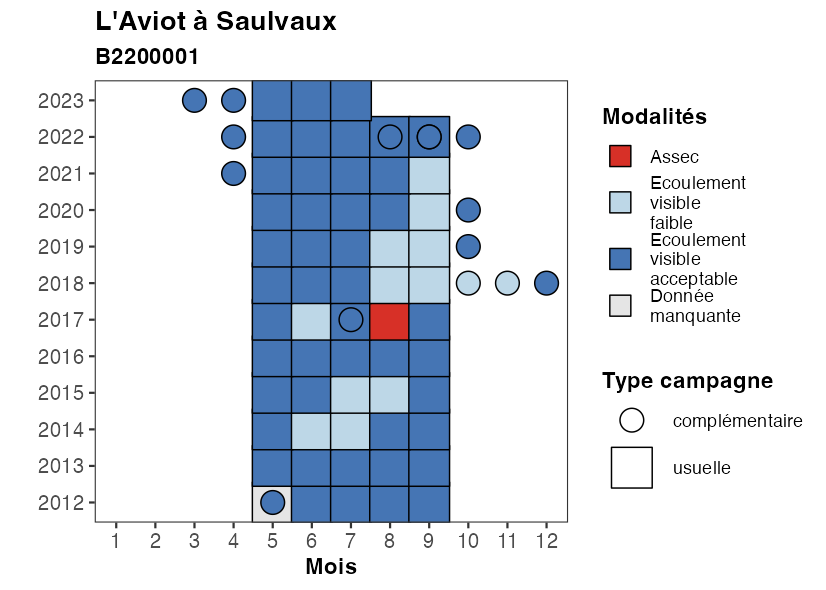 L'Aviot à Saulvaux
B2200001
2023
2022
2021
2020
2019
2018
2017
2016
2015
2014
2013
2012
1 2 3 4 5 6 7 8 9 10 11 12
Mois
Modalités
Assec
Ecoulement
visible
faible
Ecoulement
visible
acceptable
Donnée
manquante
Type campagne
complémentaire
usuelle